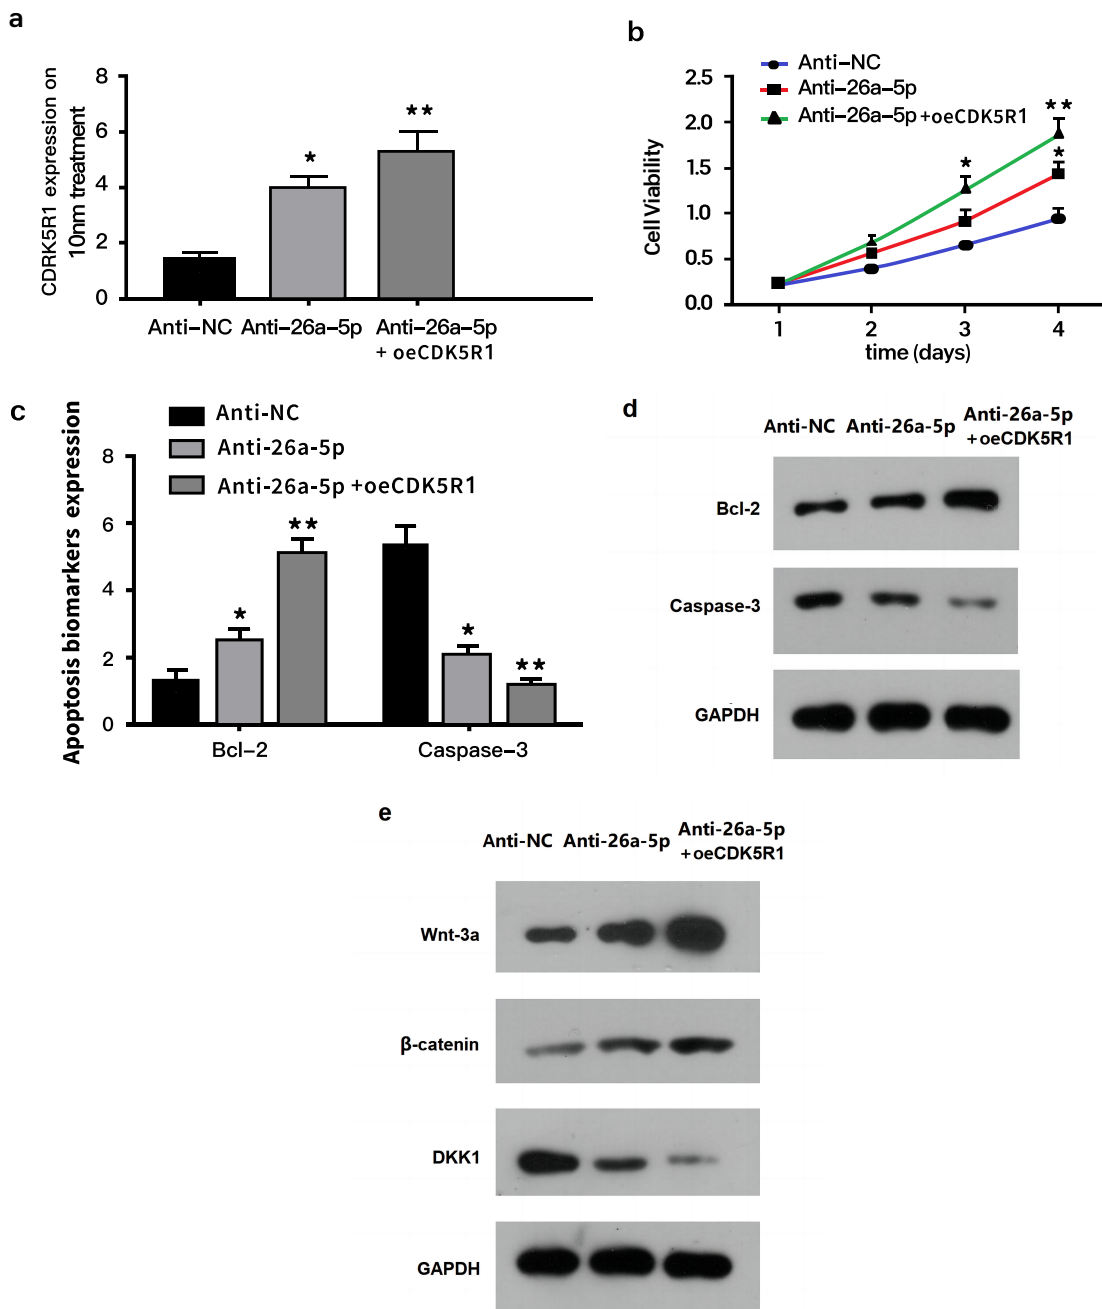 a
CDRK5R1 expression on
10nm treatment
8
6
4
2
0
*
**
Anti–NC
Anti-26a-5p
Anti-26a-5p
+ oeCDK5R1
b
Anti–NC
Anti–26a–5p
Anti-26a-5p +oeCDK5R1
Cell Viability
2.5
2.0
1.5
1.0
0.5
0.0
*
**
*
1 2 3 4
time (days)
c
Anti-NC
Anti-26a-5p
Anti-26a-5p +oeCDK5R1
Apoptosis biomarkers expression
8
6
4
2
0
*
**
*
**
Bcl–2
Caspase–3
d
Anti-NC Anti-26a-5p Anti-26a-5p
+oeCDK5R1
Bcl-2
Caspase-3
GAPDH
e
Anti-NC Anti-26a-5p Anti-26a-5p
+oeCDK5R1
Wnt-3a
β-catenin
DKK1
GAPDH